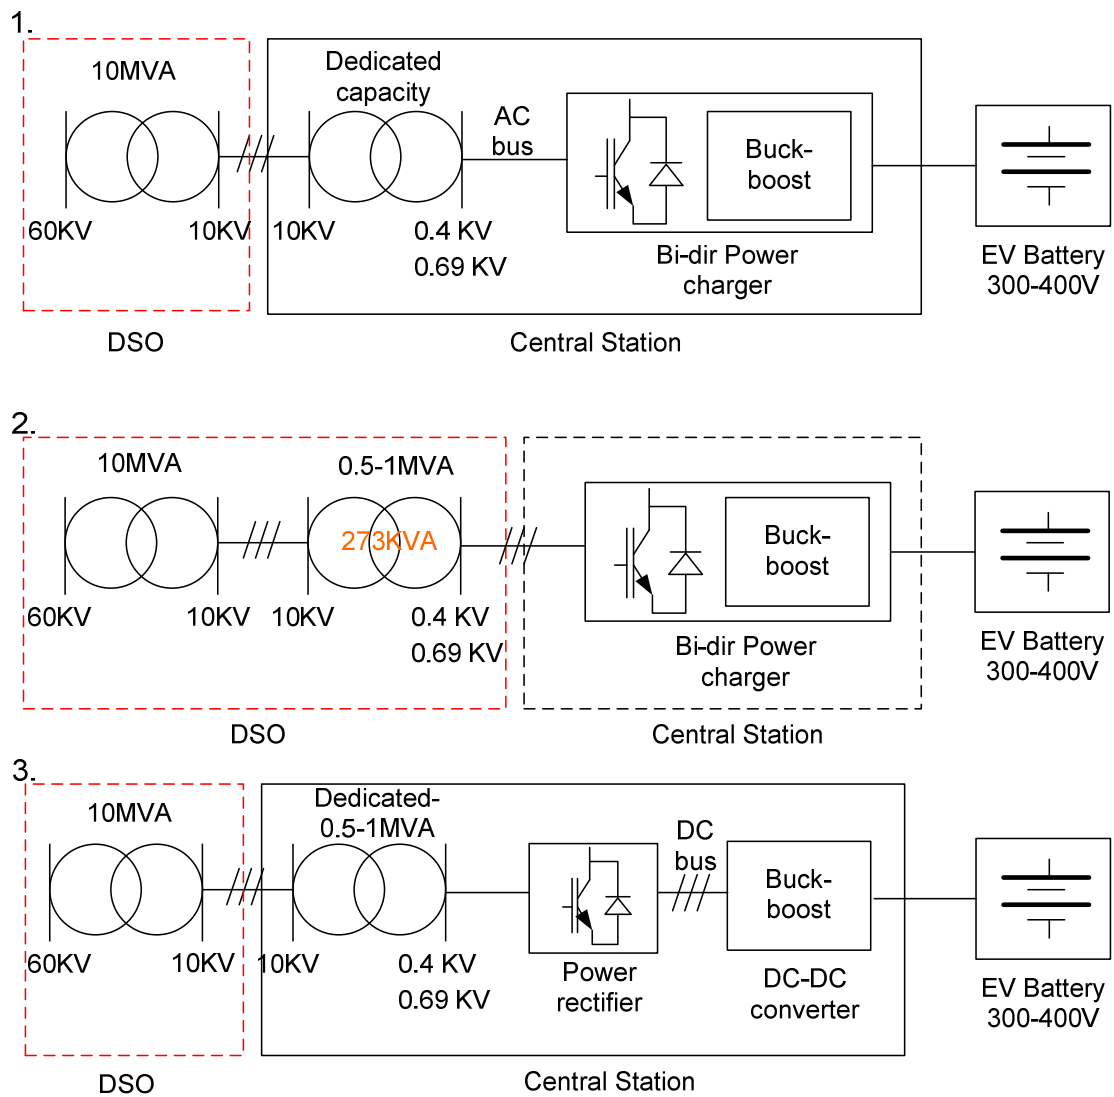 1.
10MVA
Dedicated
capacity
AC
bus
Buck-
boost
60KV
10KV
10KV
0.4 KV
0.69 KV
Bi-dir Power
charger
EV Battery
300-400V
DSO
Central Station
2.
10MVA
0.5-1MVA
273KVA
Buck-
boost
60KV
10KV
10KV
0.4 KV
0.69 KV
Bi-dir Power
charger
EV Battery
300-400V
DSO
Central Station
3.
10MVA
Dedicated-
0.5-1MVA
DC
bus
Buck-
boost
60KV
10KV
10KV
0.4 KV
0.69 KV
Power
rectifier
DC-DC
converter
EV Battery
300-400V
DSO
Central Station